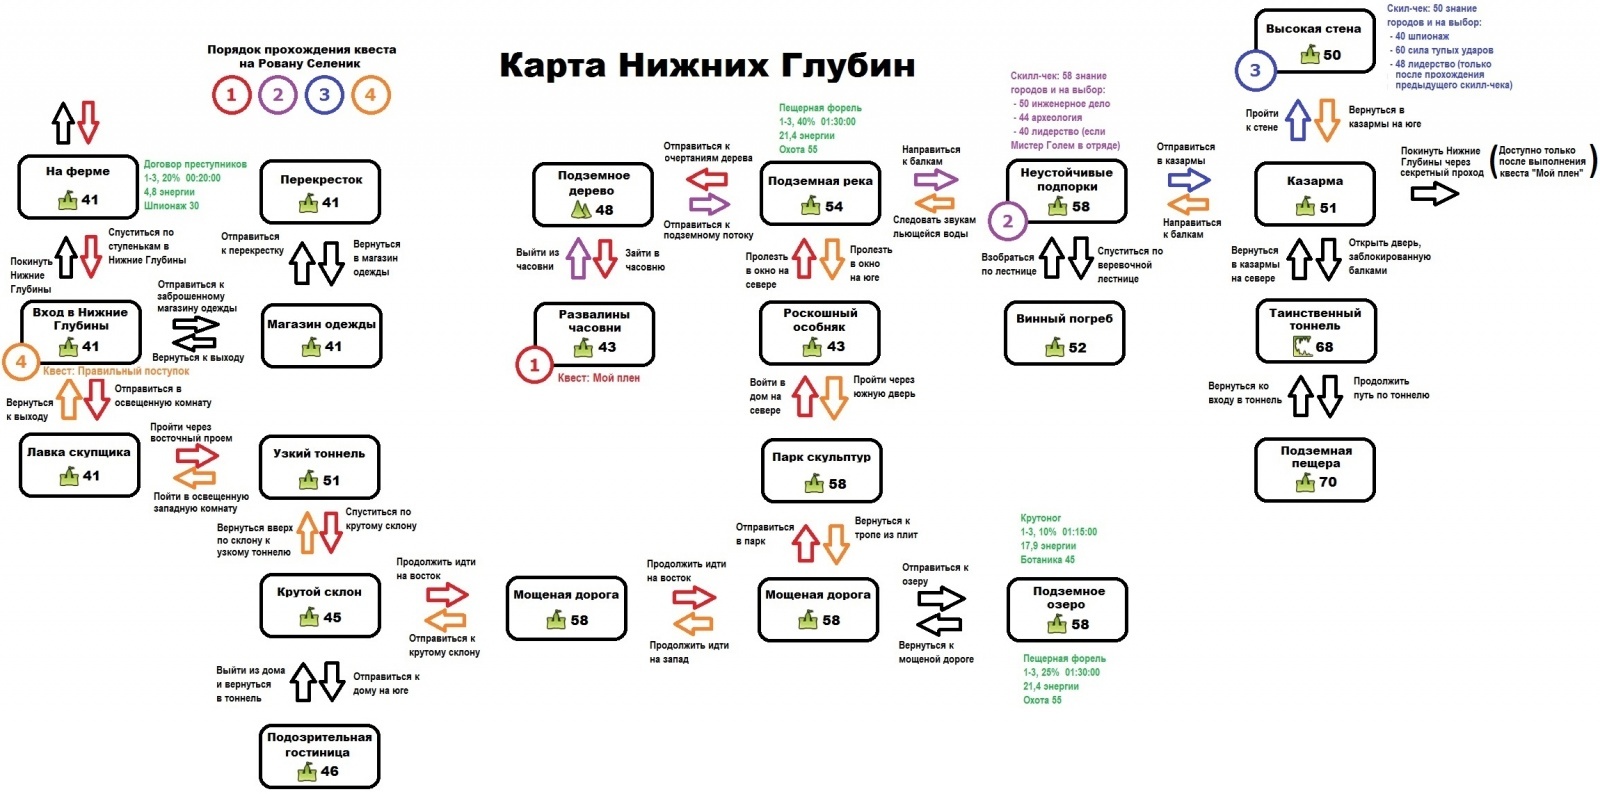 Карта Нижних Глубин
Порядок прохождения квеста
на Ровану Селеник
1
2
3
4
На ферме
41
Договор преступников
1-3, 20% 00:20:00
4,8 энергии
Шпионаж 30
Перекресток
41
Покинуть
Нижние
Глубины
Спуститься по
ступенькам в
Нижние Глубины
Отправиться
к перекрестку
Вернуться
в магазин
одежды
Вход в Нижние
Глубины
41
4
Квест: Правильный поступок
Отправиться к
заброшенному
магазину одежды
Вернуться к выходу
Магазин одежды
41
Вернуться
к выходу
Отправиться в
освещенную комнату
Лавка скупщика
41
Пройти через
восточный проем
Пойти в освещенную
западную комнату
Узкий тоннель
51
Вернуться вверх
по склону к
узкому тоннелю
Спуститься по
крутому склону
Крутой склон
45
Продолжить идти
на восток
Отправиться к
крутому склону
Выйти из дома
и вернуться
в тоннель
Отправиться к
дому на юге
Подозрительная
гостиница
46
Мощеная дорога
58
Продолжить идти
на восток
Продолжить идти
на запад
Мощеная дорога
58
Отправиться к
озеру
Вернуться к
мощеной дороге
Крутоног
1-3, 10% 01:15:00
17,9 энергии
Ботаника 45
Подземное
озеро
58
Пещерная форель
1-3, 25% 01:30:00
21,4 энергии
Охота 55
Отправиться
в парк
Вернуться к
тропе из плит
Парк скульптур
58
Войти в
дом на
севере
Пройти через
южную дверь
Роскошный
особняк
43
Пролезть
в окно на
севере
Пролезть
в окно
на юге
Пещерная форель
1-3, 40% 01:30:00
21,4 энергии
Охота 55
Подземная река
54
Отправиться к
очертаниям дерева
Отправиться к
подземному потоку
Подземное
дерево
48
Выйти из
часовни
Зайти в
часовню
Развалины
часовни
43
1
Квест: Мой плен
Направиться
к балкам
Следовать звукам
льющейся воды
Скилл-чек: 58 знание
городов и на выбор:
- 50 инженерное дело
- 44 археология
- 40 лидерство (если
Мистер Голем в отряде)
Неустойчивые
подпорки
58
2
Взобраться
по лестнице
Спуститься по
веревочной
лестнице
Винный погреб
52
Отправиться
в казармы
Направиться
к балкам
Казарма
51
Пройти
к стене
Вернуться в
казармы на юге
Высокая стена
50
3
Скил-чек: 50 знание
городов и на выбор:
- 40 шпионаж
- 60 сила тупых ударов
- 48 лидерство (только
после прохождения
предыдущего скилл-чека)
Покинуть Нижние
Глубины через
секретный проход
(Доступно только
после выполнения
квеста "Мой плен")
Вернуться
в казармы
на севере
Открыть дверь,
заблокированную
балками
Таинственный
тоннель
68
Вернуться ко
входу в тоннель
Продолжить
путь по тоннелю
Подземная
пещера
70